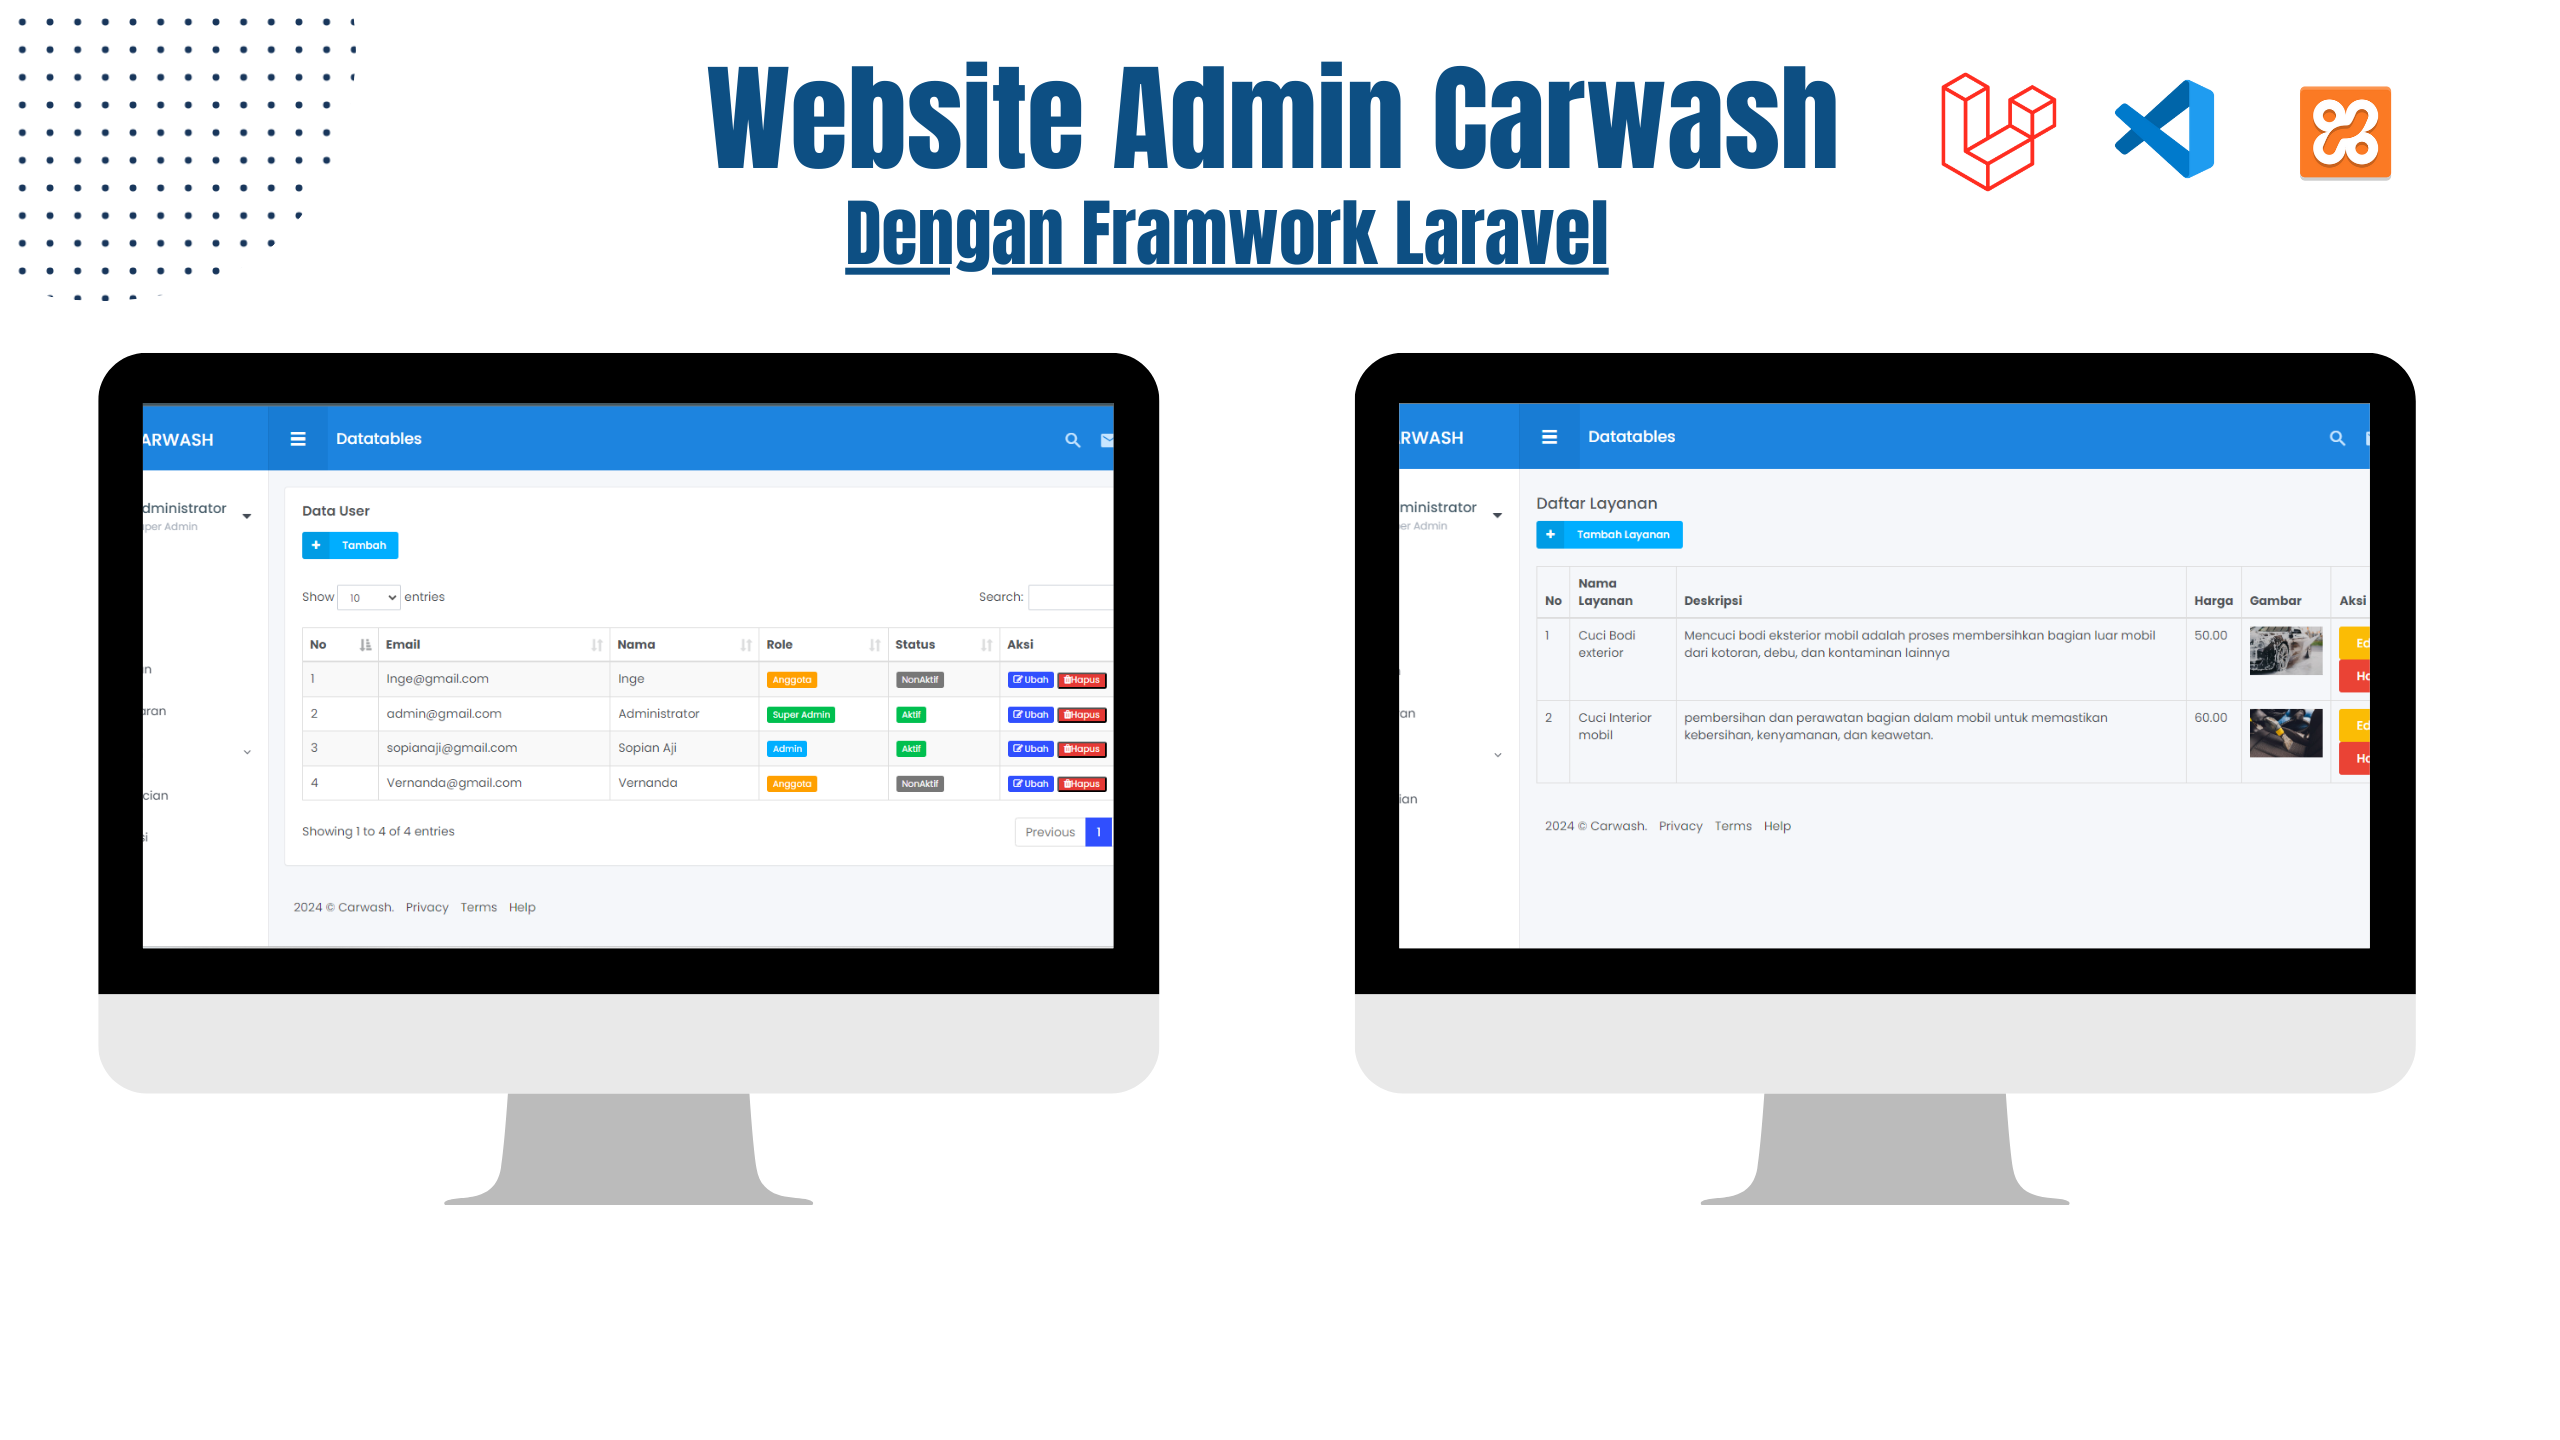 Website Admin Carwash
Dengan Framwork Laravel
ARWASH
Datatables
dministrator
per Admin
Data User
+ Tambah
Show 10 entries
Search:
No Email Nama Role Status Aksi
1 Inge@gmail.com Inge Anggota NonAktif Ubah Hapus
2 admin@gmail.com Administrator Super Admin Aktif Ubah Hapus
3 sopianaji@gmail.com Sopian Aji Admin Aktif Ubah Hapus
4 Vernanda@gmail.com Vernanda Anggota NonAktif Ubah Hapus
Showing 1 to 4 of 4 entries
Previous 1
aran
cian
2024 © Carwash. Privacy Terms Help
RWASH
Datatables
ministrator
er Admin
Daftar Layanan
+ Tambah Layanan
Nama
No Layanan Deskripsi Harga Gambar Aksi
1 Cuci Bodi Mencuci bodi eksterior mobil adalah proses membersihkan bagian luar mobil 50.00 Ed
exterior dari kotoran, debu, dan kontaminan lainnya
Ha
2 Cuci Interior pembersihan dan perawatan bagian dalam mobil untuk memastikan 60.00 Ed
mobil kebersihan, kenyamanan, dan keawetan.
Ha
an
ian
2024 © Carwash. Privacy Terms Help